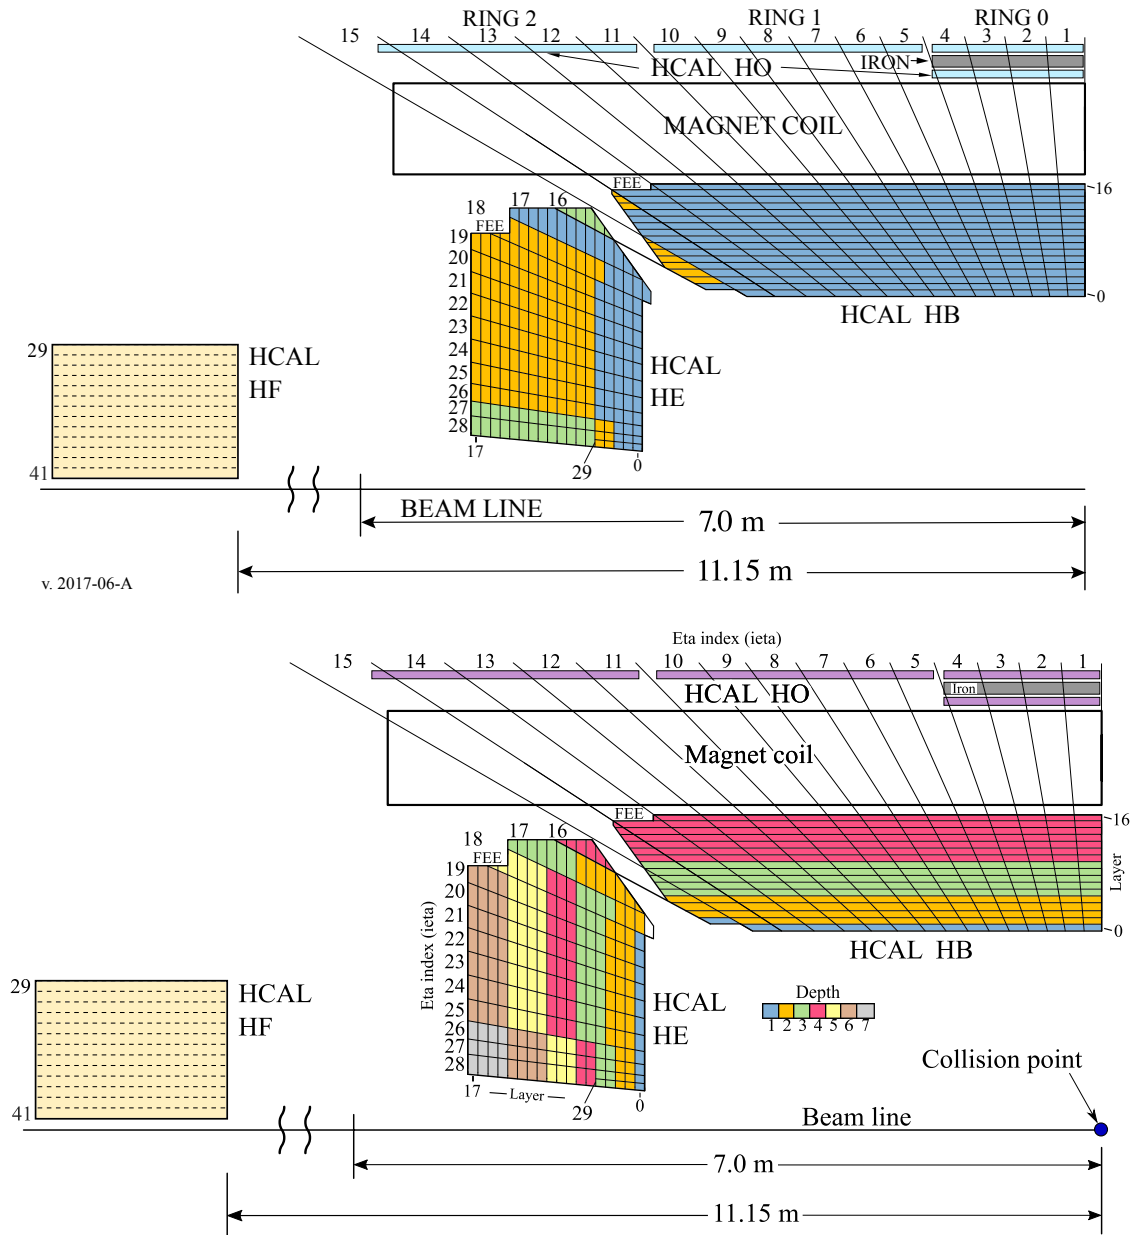 RING 2 RING 1 RING 0
15 14 13 12 11 10 9 8 7 6 5 4 3 2 1
HCAL HO IRON
MAGNET COIL
FEE 16
18 17 16
FEE
19
20
21
22
23
24
25
26
27
28
17 29 0
0
HCAL HB
HCAL
HE
29 HCAL
HF
41
BEAM LINE 7.0 m
11.15 m
v. 2017-06-A
Eta index (ieta)
15 14 13 12 11 10 9 8 7 6 5 4 3 2 1
HCAL HO Iron
Magnet coil
FEE 16
Layer
0
18 17 16
FEE
19
20
21
22
23
24
25
26
27
28
Eta index (ieta)
17 Layer 29 0
HCAL HB
HCAL
HE
Depth
1 2 3 4 5 6 7
29 HCAL
HF
41
Collision point
Beam line
7.0 m
11.15 m